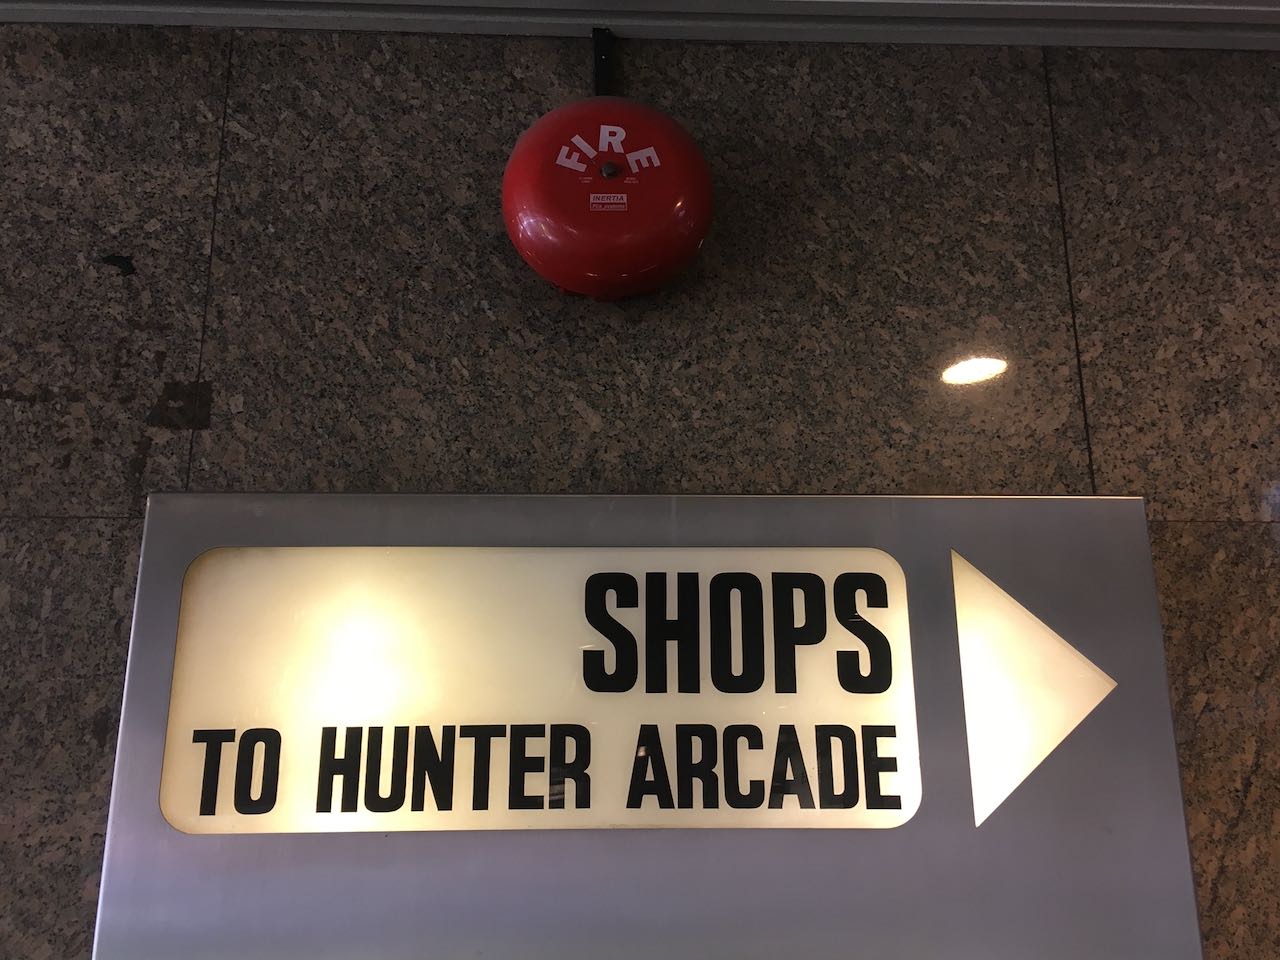 FIRE
INERTIA
SHOPS
TO HUNTER ARCADE